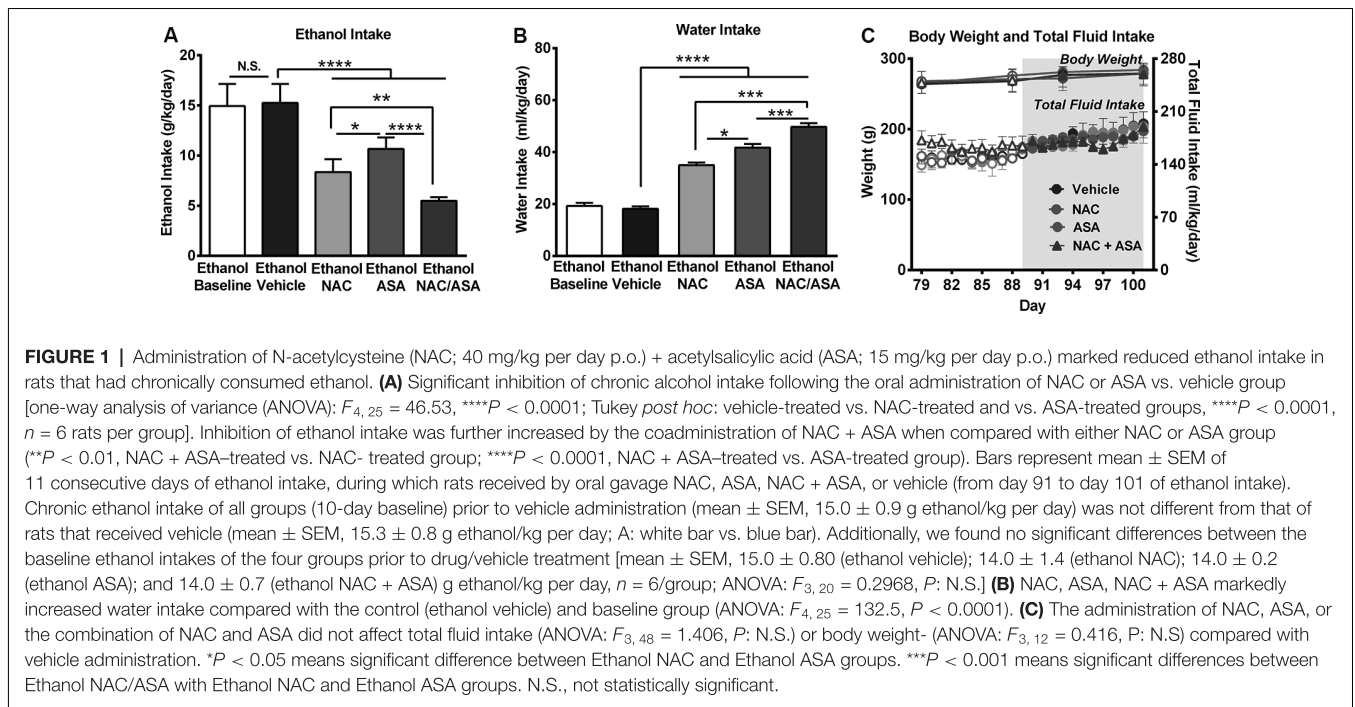 A
Ethanol Intake
Ethanol Intake (g/kg/day)
20
15
10
5
0
N.S.
****
**
*
****
Ethanol Baseline
Ethanol Vehicle
Ethanol NAC
Ethanol ASA
Ethanol NAC/ASA
B
Water Intake
Water Intake (ml/kg/day)
80
60
40
20
0
****
***
***
*
Ethanol Baseline
Ethanol Vehicle
Ethanol NAC
Ethanol ASA
Ethanol NAC/ASA
C
Body Weight and Total Fluid Intake
Weight (g)
300
200
100
0
Body Weight
Total Fluid Intake
Vehicle
NAC
ASA
NAC + ASA
280
210
140
70
0
Total Fluid Intake (ml/kg/day)
79 82 85 88 91 94 97 100
Day
FIGURE 1 | Administration of N-acetylcysteine (NAC; 40 mg/kg per day p.o.) + acetylsalicylic acid (ASA; 15 mg/kg per day p.o.) marked reduced ethanol intake in
rats that had chronically consumed ethanol. (A) Significant inhibition of chronic alcohol intake following the oral administration of NAC or ASA vs. vehicle group
[one-way analysis of variance (ANOVA): F4, 25 = 46.53, ****P < 0.0001; Tukey post hoc: vehicle-treated vs. NAC-treated and vs. ASA-treated groups, ****P < 0.0001,
n = 6 rats per group]. Inhibition of ethanol intake was further increased by the coadministration of NAC + ASA when compared with either NAC or ASA group
(**P < 0.01, NAC + ASA–treated vs. NAC- treated group; ****P < 0.0001, NAC + ASA–treated vs. ASA-treated group). Bars represent mean ± SEM of
11 consecutive days of ethanol intake, during which rats received by oral gavage NAC, ASA, NAC + ASA, or vehicle (from day 91 to day 101 of ethanol intake).
Chronic ethanol intake of all groups (10-day baseline) prior to vehicle administration (mean ± SEM, 15.0 ± 0.9 g ethanol/kg per day) was not different from that of
rats that received vehicle (mean ± SEM, 15.3 ± 0.8 g ethanol/kg per day; A: white bar vs. blue bar). Additionally, we found no significant differences between the
baseline ethanol intakes of the four groups prior to drug/vehicle treatment [mean ± SEM, 15.0 ± 0.80 (ethanol vehicle); 14.0 ± 1.4 (ethanol NAC); 14.0 ± 0.2
(ethanol ASA); and 14.0 ± 0.7 (ethanol NAC + ASA) g ethanol/kg per day, n = 6/group; ANOVA: F3, 20 = 0.2968, P: N.S.] (B) NAC, ASA, NAC + ASA markedly
increased water intake compared with the control (ethanol vehicle) and baseline group (ANOVA: F4, 25 = 132.5, P < 0.0001). (C) The administration of NAC, ASA, or
the combination of NAC and ASA did not affect total fluid intake (ANOVA: F3, 48 = 1.406, P: N.S.) or body weight- (ANOVA: F3, 12 = 0.416, P: N.S) compared with
vehicle administration. *P < 0.05 means significant difference between Ethanol NAC and Ethanol ASA groups. ***P < 0.001 means significant differences between
Ethanol NAC/ASA with Ethanol NAC and Ethanol ASA groups. N.S., not statistically significant.